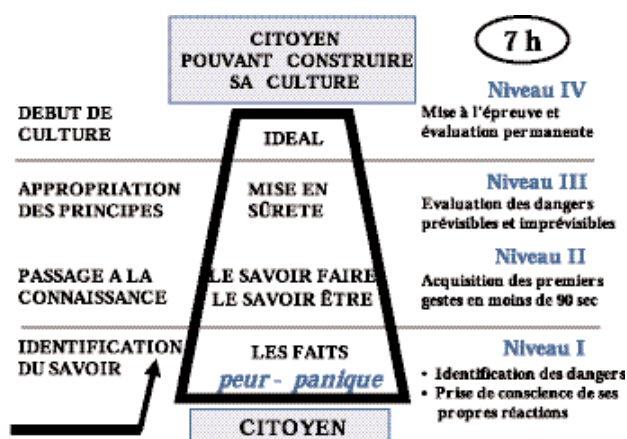 CITOYEN
POUVANT CONSTRUIRE
SA CULTURE
7 h
DEBUT DE
CULTURE
IDEAL
Niveau IV
Mise à l'épreuve et
évaluation permanente
APPROPRIATION
DES PRINCIPES
MISE EN
SÛRETE
Niveau III
Evaluation des dangers
prévisibles et imprévisibles
PASSAGE A LA
CONNAISSANCE
LE SAVOIR FAIRE
LE SAVOIR ÊTRE
Niveau II
Acquisition des premiers
gestes en moins de 90 sec
IDENTIFICATION
DU SAVOIR
LES FAITS
peur - panique
Niveau I
• Identification des dangers
• Prise de conscience de ses
propres réactions
CITOYEN